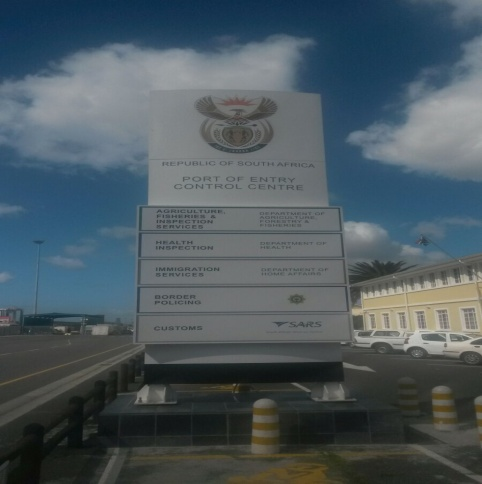 REPUBLIC OF SOUTH AFRICA
PORT OF ENTRY
CONTROL CENTRE
AGRICULTURE,
FISHERIES &
INSPECTION
SERVICES
DEPARTMENT OF
AGRICULTURE,
FORESTRY &
FISHERIES
HEALTH
INSPECTION
DEPARTMENT OF
HEALTH
IMMIGRATION
SERVICES
DEPARTMENT OF
HOME AFFAIRS
BORDER
POLICING
CUSTOMS
SARS